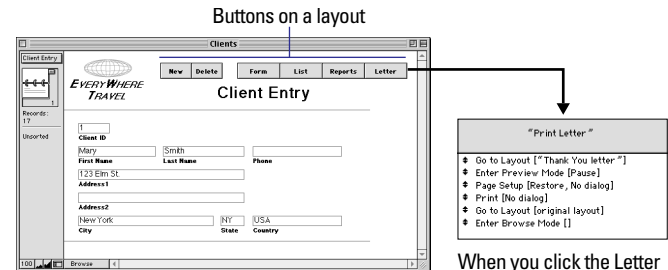 Buttons on a layout
Clients
Client Entry
New Delete Form List Reports Letter
EVERYWHERE
TRAVEL
Client Entry
1
Records:
17
Unsorted
1
Client ID
Mary Smith
First Name Last Name Phone
123 Elm St.
Address1
Address2
New York NY USA
City State Country
100 Browse
"Print Letter"
Go to Layout ["Thank You letter"]
Enter Preview Mode [Pause]
Page Setup [Restore, No dialog]
Print [No dialog]
Go to Layout [original layout]
Enter Browse Mode []
When you click the Letter